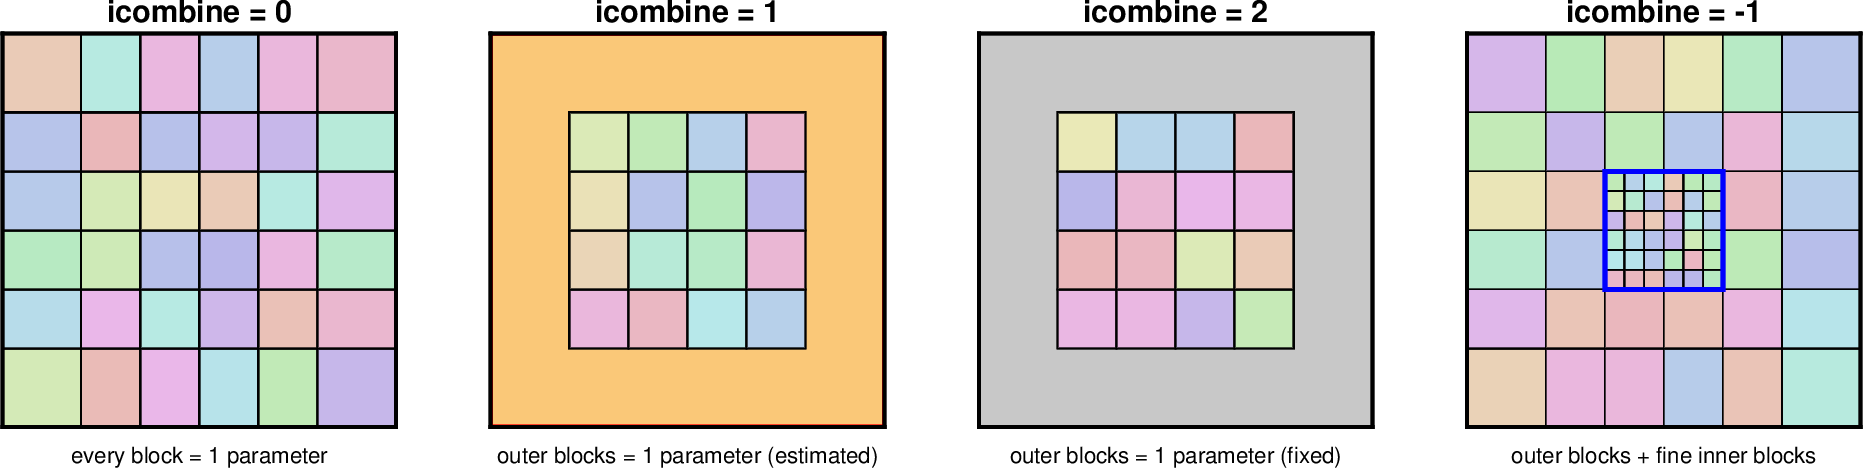 icombine = 0
icombine = 1
icombine = 2
icombine = -1
every block = 1 parameter
outer blocks = 1 parameter (estimated)
outer blocks = 1 parameter (fixed)
outer blocks + fine inner blocks